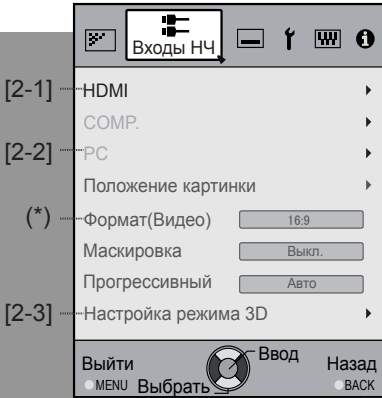 Входы НЧ
[2-1] HDMI
COMP.
[2-2] PC
Положение картинки
(*) Формат(Видео) 16:9
Маскировка Выкл.
Прогрессивный Авто
[2-3] Настройка режима 3D
Выйти Ввод Назад
MENU Выбрать BACK